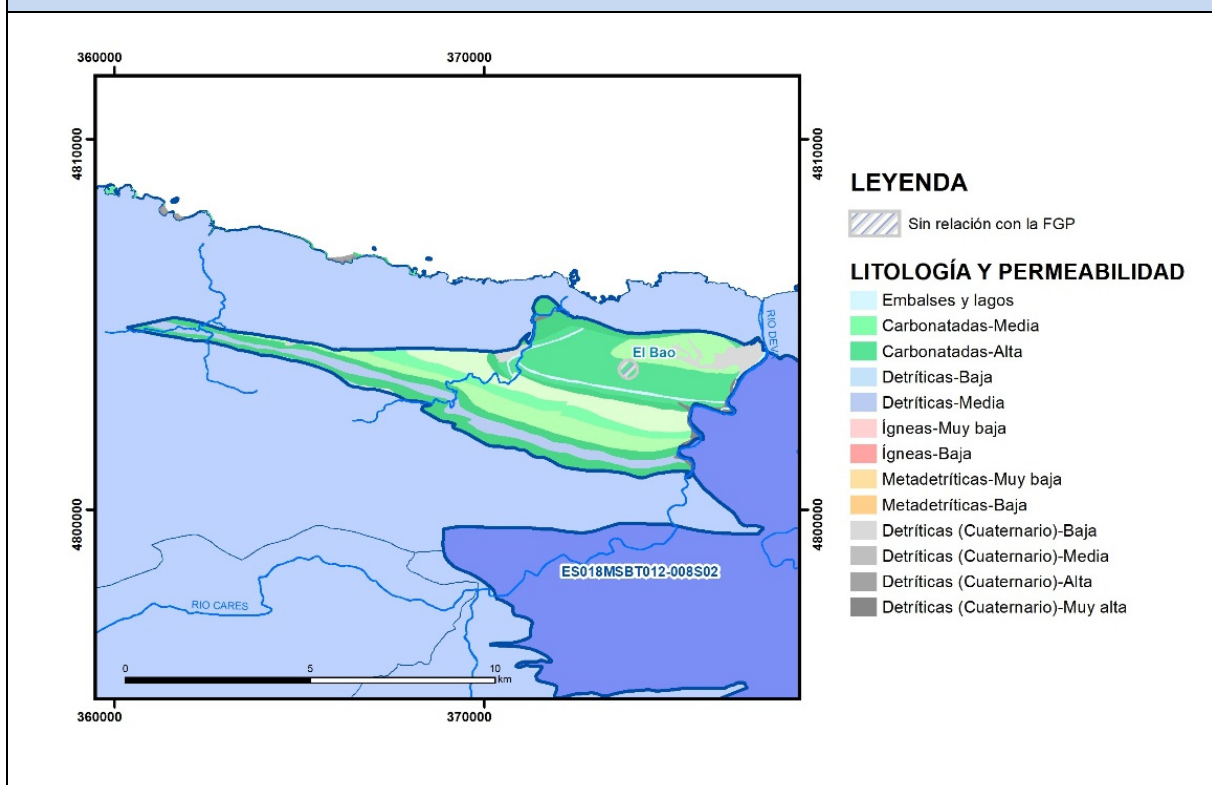 360000
370000
4810000
4810000
El Bao
RIO DEV
4800000
4800000
ES018MSBT012-008S02
RIO CARES
0
5
10
km
360000
370000
LEYENDA
Sin relación con la FGP
LITOLOGÍA Y PERMEABILIDAD
Embalses y lagos
Carbonatadas-Media
Carbonatadas-Alta
Detríticas-Baja
Detríticas-Media
Ígneas-Muy baja
Ígneas-Baja
Metadetríticas-Muy baja
Metadetríticas-Baja
Detríticas (Cuaternario)-Baja
Detríticas (Cuaternario)-Media
Detríticas (Cuaternario)-Alta
Detríticas (Cuaternario)-Muy alta